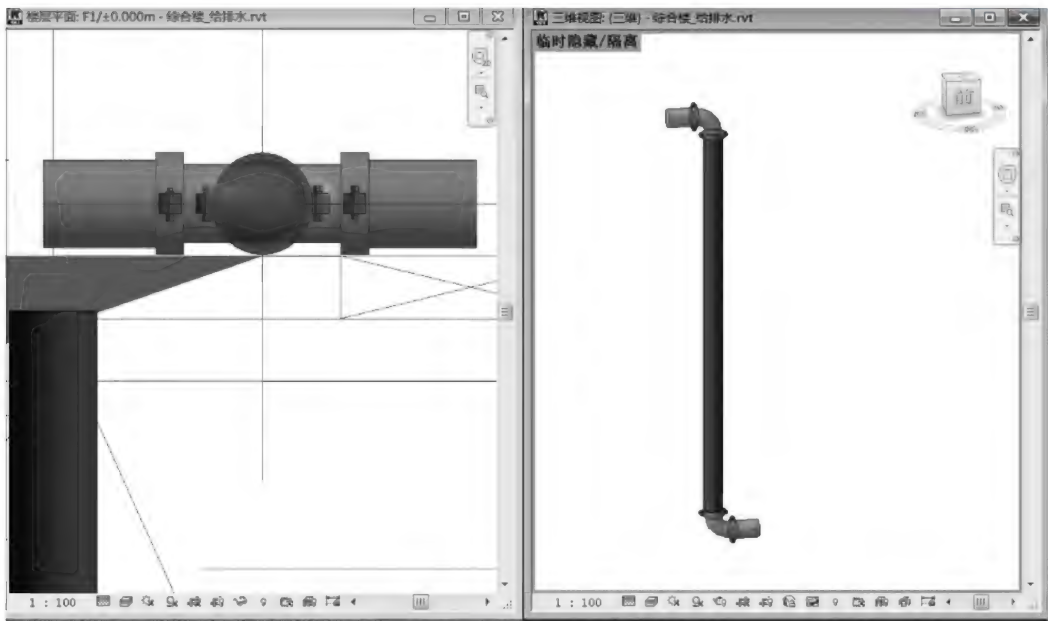 楼层平面: F1/±0.000m - 综合楼_给排水.rvt
三维视图: {三维} - 综合楼_给排水.rvt
临时隐藏/隔离
前
1 : 100
1 : 100